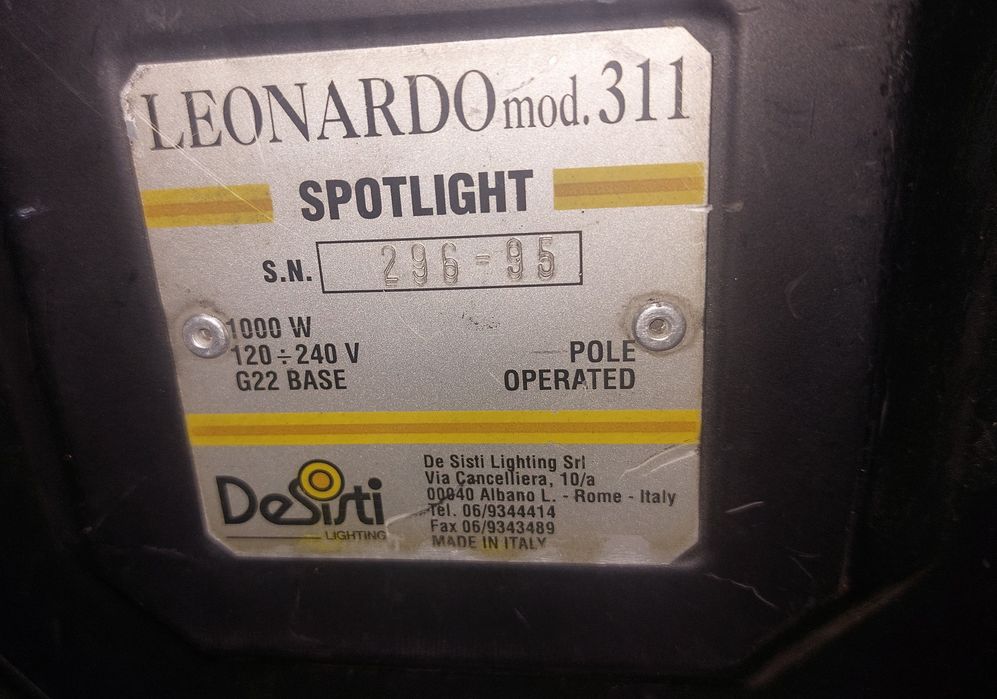 LEONARDO mod. 311
SPOTLIGHT
S.N. 296-95
1000 W
120÷240 V
G22 BASE
POLE
OPERATED
DeSisti
LIGHTING
De Sisti Lighting Srl
Via Cancelliera, 10/a
00040 Albano L. - Rome - Italy
Tel. 06/9344414
Fax 06/9343489
MADE IN ITALY